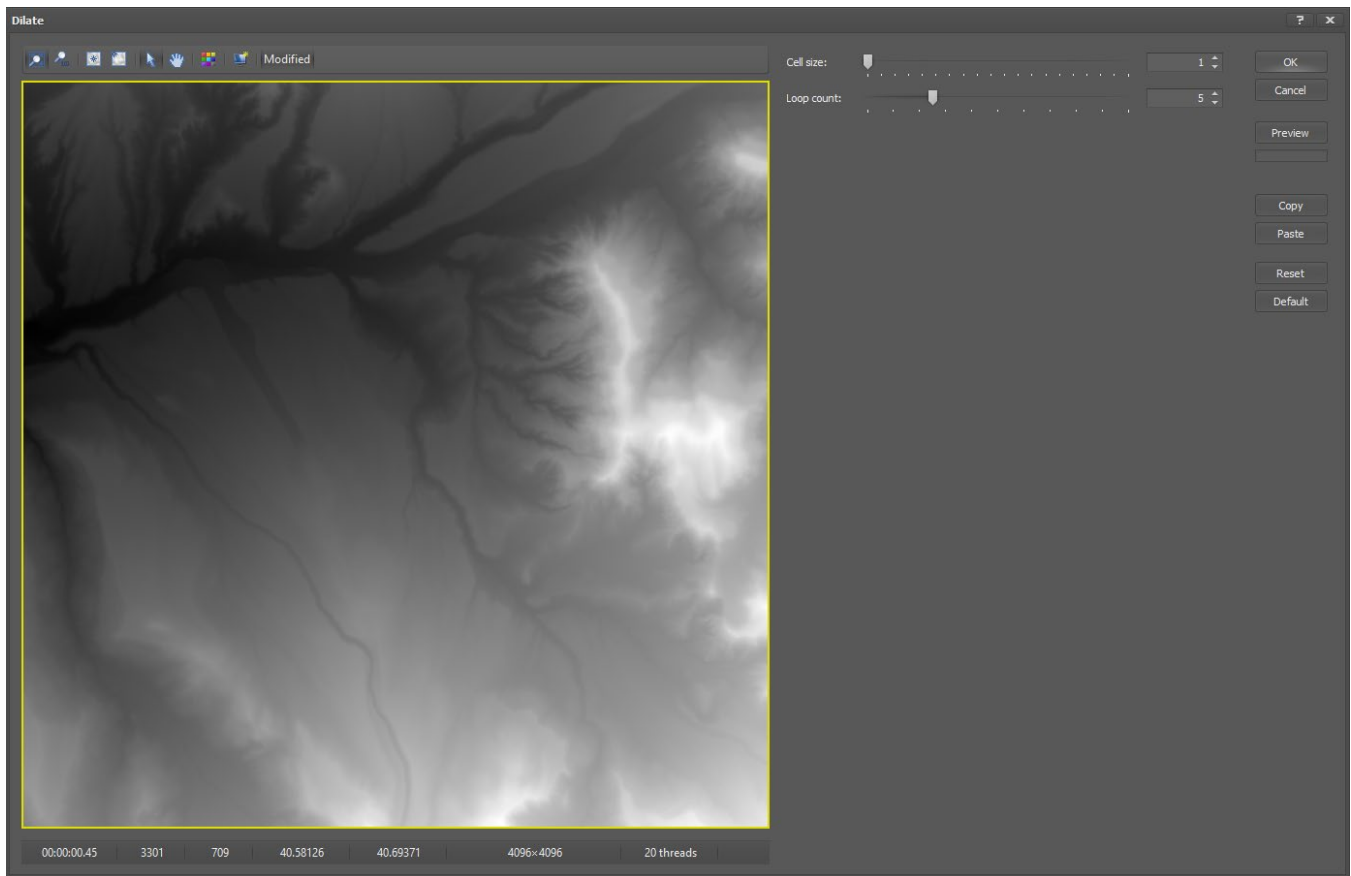 Dilate
? x
Modified
Cell size:
1
Loop count:
5
OK
Cancel
Preview
Copy
Paste
Reset
Default
00:00:00.45 3301 709 40.58126 40.69371 4096×4096 20 threads